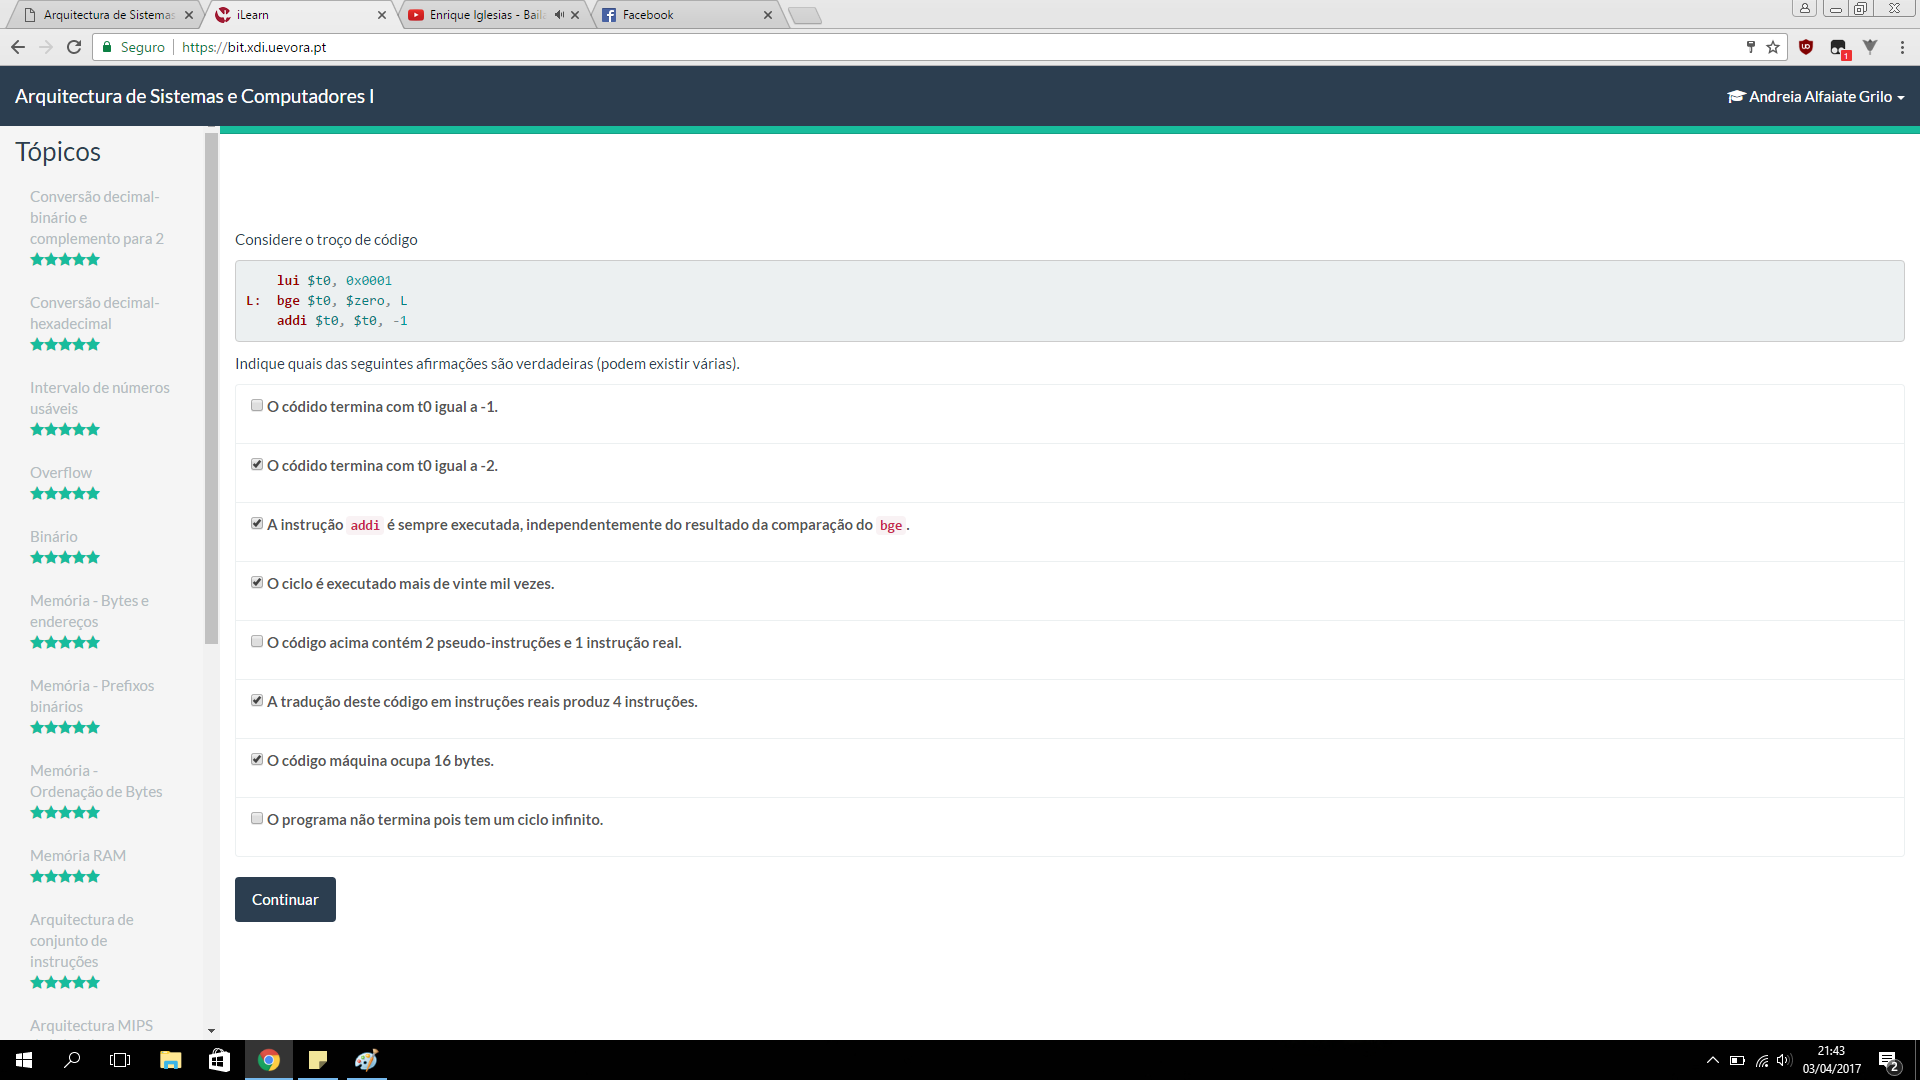 Arquitectura de Sistemas
iLearn
Enrique Iglesias - Baila
Facebook
Seguro
https://bit.xdi.uevora.pt
1
Arquitectura de Sistemas e Computadores I
Andreia Alfaiate Grilo
Tópicos
Conversão decimal-
binário e
complemento para 2
Conversão decimal-
hexadecimal
Intervalo de números
usáveis
Overflow
Binário
Memória - Bytes e
endereços
Memória - Prefixos
binários
Memória -
Ordenação de Bytes
Memória RAM
Arquitectura de
conjunto de
instruções
Arquitectura MIPS
Considere o troço de código
lui $t0, 0x0001
L: bge $t0, $zero, L
addi $t0, $t0, -1
Indique quais das seguintes afirmações são verdadeiras (podem existir várias).
O códido termina com t0 igual a -1.
O códido termina com t0 igual a -2.
A instrução addi é sempre executada, independentemente do resultado da comparação do bge.
O ciclo é executado mais de vinte mil vezes.
O código acima contém 2 pseudo-instruções e 1 instrução real.
A tradução deste código em instruções reais produz 4 instruções.
O código máquina ocupa 16 bytes.
O programa não termina pois tem um ciclo infinito.
Continuar
21:43
03/04/2017
2